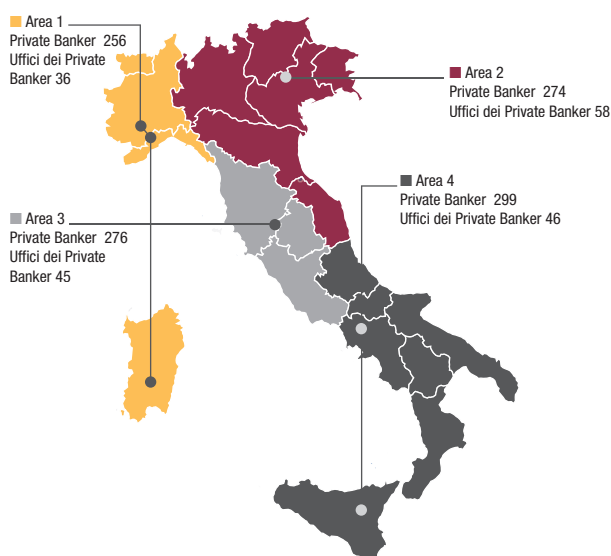 Area 1
Private Banker 256
Uffici dei Private
Banker 36
Area 2
Private Banker 274
Uffici dei Private Banker 58
Area 3
Private Banker 276
Uffici dei Private
Banker 45
Area 4
Private Banker 299
Uffici dei Private Banker 46